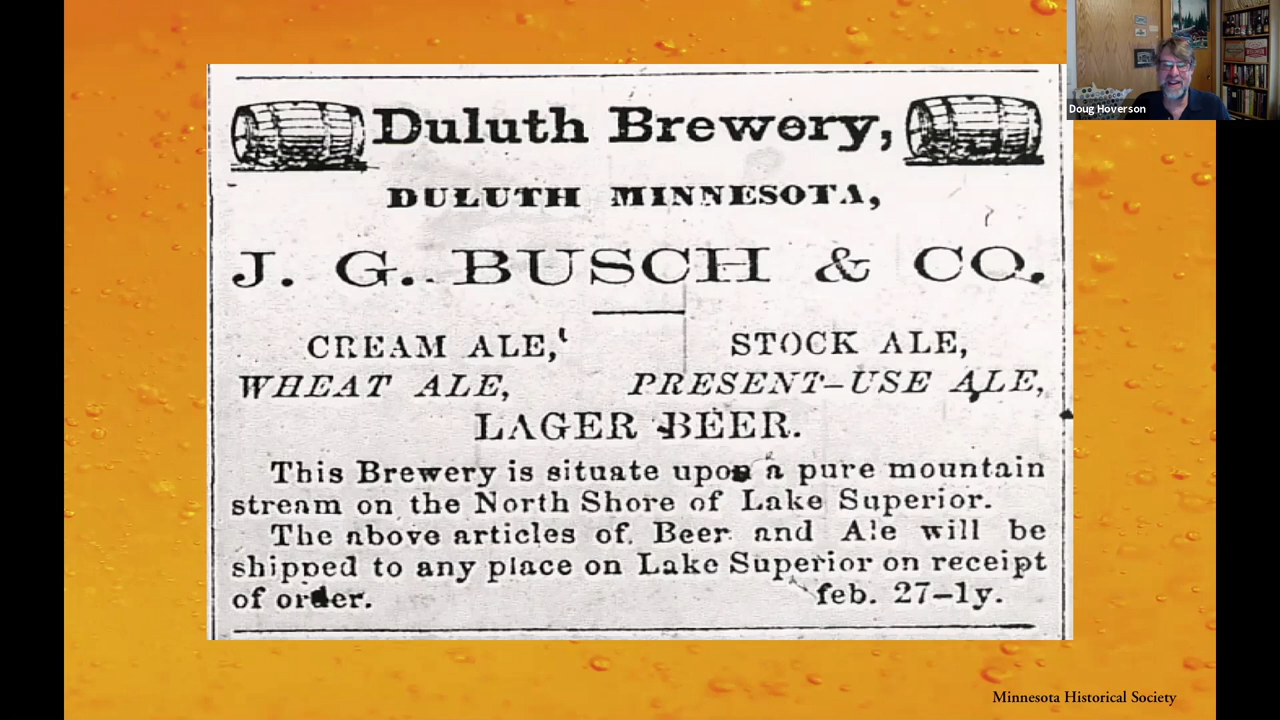 Duluth Brewery,
DULUTH MINNESOTA,
J. G. BUSCH & CO.
CREAM ALE, STOCK ALE,
WHEAT ALE, PRESENT-USE ALE,
LAGER BEER.
This Brewery is situate upon a pure mountain
stream on the North Shore of Lake Superior.
The above articles of Beer and Ale will be
shipped to any place on Lake Superior on receipt
of order. feb. 27-1y.
Doug Hoverson
Minnesota Historical Society